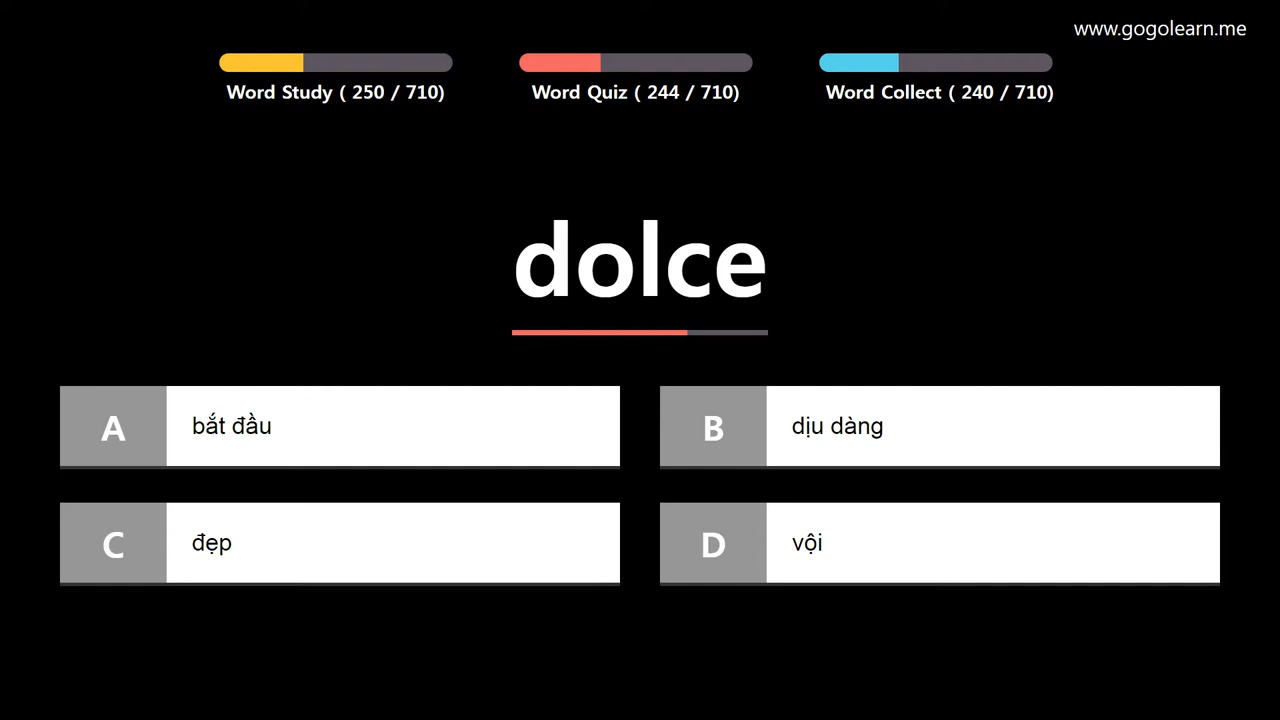 www.gogolearn.me
Word Study ( 250 / 710)
Word Quiz ( 244 / 710)
Word Collect ( 240 / 710)
dolce
A
bắt đầu
B
dịu dàng
C
đẹp
D
vội